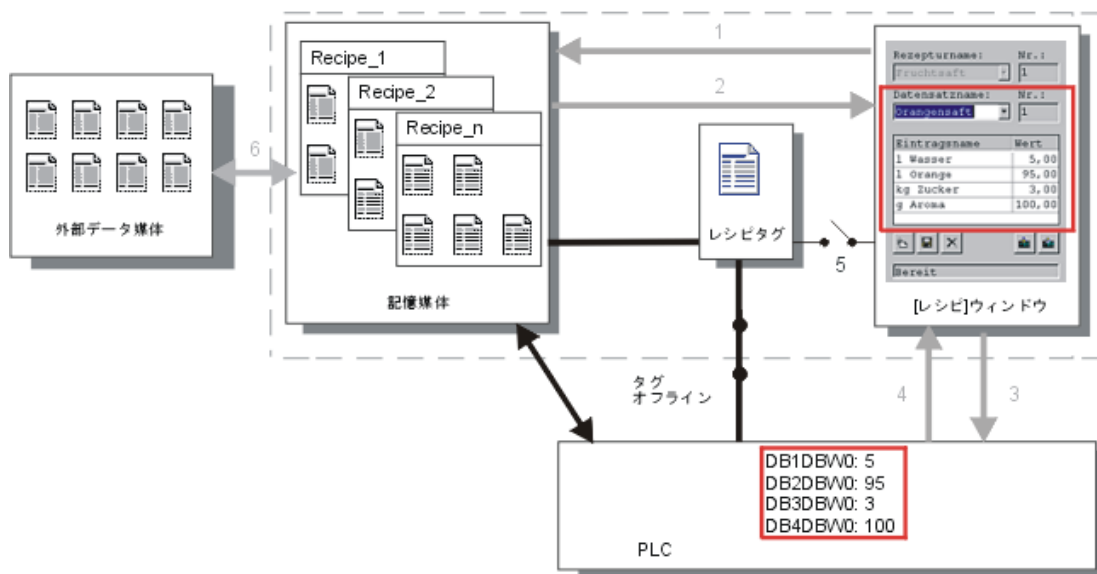 外部データ媒体
6
Recipe_1
Recipe_2
Recipe_n
記憶媒体
1
2
レシピタグ
5
Rezepturname: Nr.:
Fruchtsaft 1
Datensatzname: Nr.:
Orangensaft 1
Eintragsname Wert
l Wasser 5,00
l Orange 95,00
kg Zucker 3,00
g Aroma 100,00
Bereit
[レシピ]ウィンドウ
タグ
オフライン
4
3
DB1DBW0: 5
DB2DBW0: 95
DB3DBW0: 3
DB4DBW0: 100
PLC